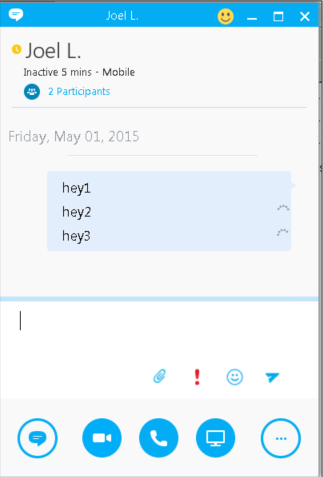 Joel L.
Joel L.
Inactive 5 mins - Mobile
2 Participants
Friday, May 01, 2015
hey1
hey2
hey3